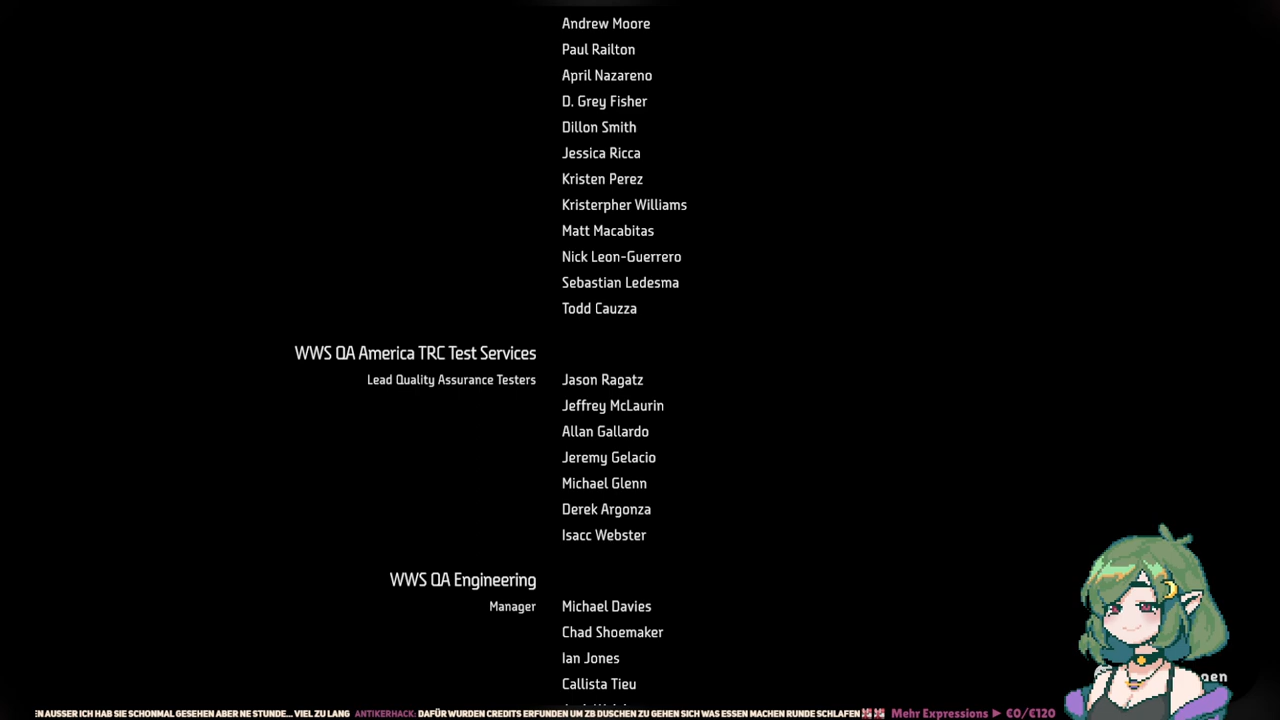 Andrew Moore
Paul Railton
April Nazareno
D. Grey Fisher
Dillon Smith
Jessica Ricca
Kristen Perez
Kristerpher Williams
Matt Macabitas
Nick Leon-Guerrero
Sebastian Ledesma
Todd Cauzza
WWS QA America TRC Test Services
Lead Quality Assurance Testers Jason Ragatz
Jeffrey McLaurin
Allan Gallardo
Jeremy Gelacio
Michael Glenn
Derek Argonza
Isacc Webster
WWS QA Engineering
Manager Michael Davies
Chad Shoemaker
Ian Jones
Callista Tieu
AUSSER ICH HAB SIE SCHONMAL GESEHEN ABER NE STUNDE... VIEL ZU LANG ANTIKERHACK: DAFÜR WURDEN CREDITS ERFUNDEN UM ZB DUSCHEN ZU GEHEN SICH WAS ESSEN MACHEN RUNDE SCHLAFEN Mehr Expressions ► €0/€120